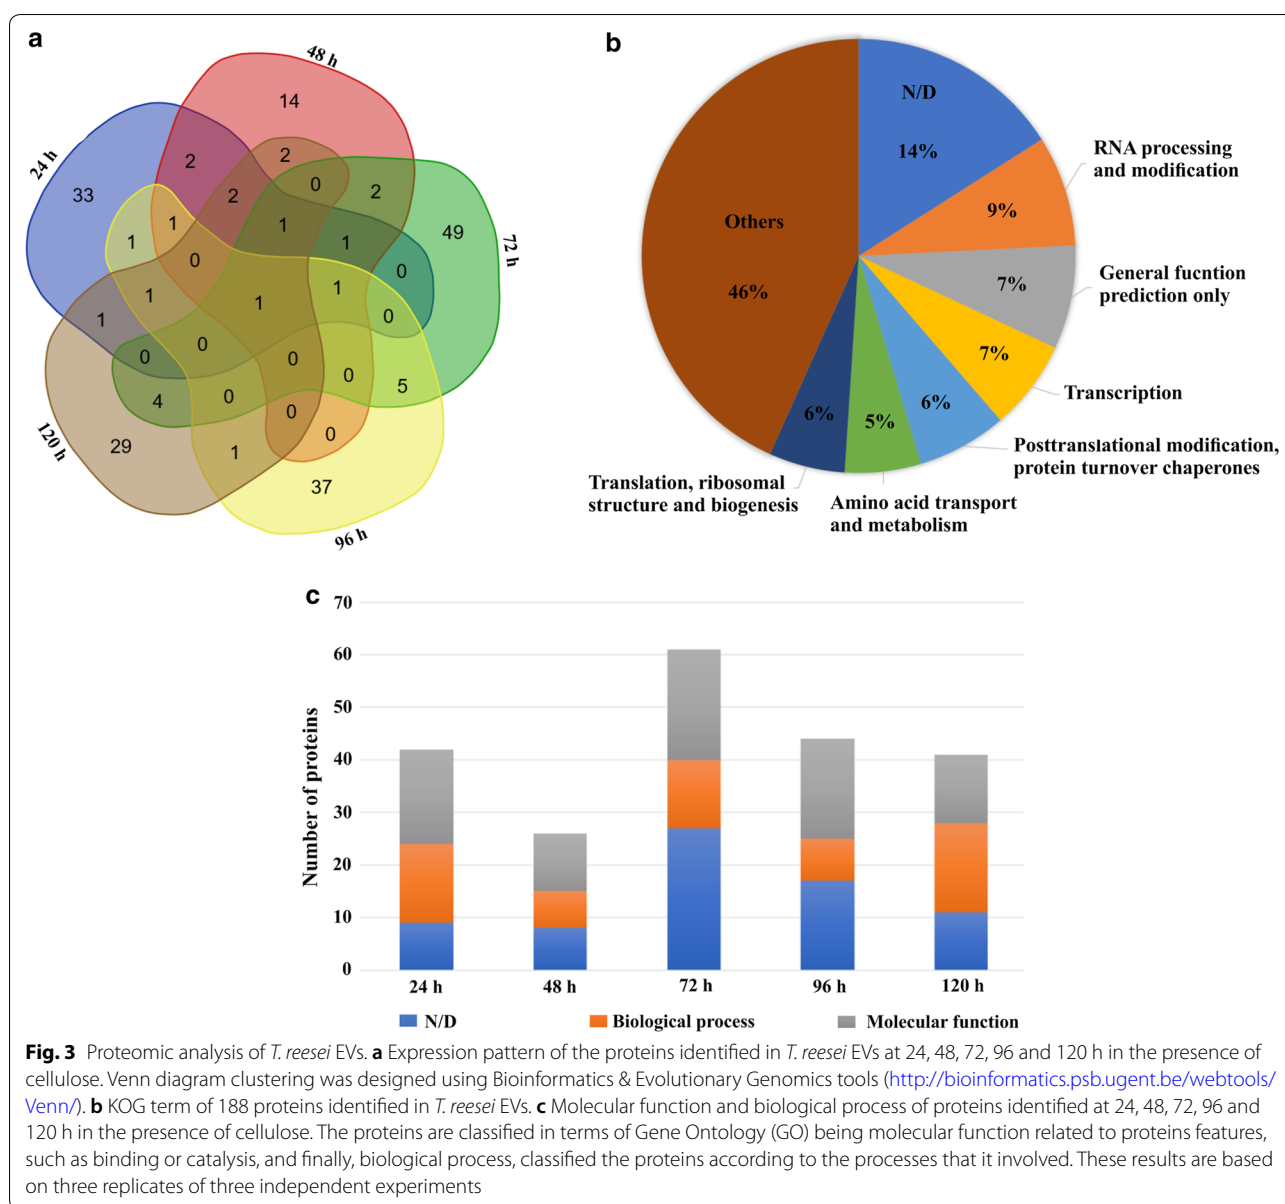 a
48 h
14
24 h
2
2
0
2
33
2
49
72 h
1
1
1
1
0
0
1
1
1
0
1
0
0
0
0
5
4
0
0
0
29
1
37
120 h
96 h
b
N/D
14%
RNA processing
and modification
9%
Others
46%
7%
General fucntion
prediction only
7%
Transcription
6%
5%
6%
Posttranslational modification,
protein turnover chaperones
Translation, ribosomal
structure and biogenesis
Amino acid transport
and metabolism
c
70
60
50
40
30
20
10
0
Number of proteins
24 h
48 h
72 h
96 h
120 h
N/D
Biological process
Molecular function
Fig. 3 Proteomic analysis of T. reesei EVs. a Expression pattern of the proteins identified in T. reesei EVs at 24, 48, 72, 96 and 120 h in the presence of
cellulose. Venn diagram clustering was designed using Bioinformatics & Evolutionary Genomics tools (http://bioinformatics.psb.ugent.be/webtools/
Venn/). b KOG term of 188 proteins identified in T. reesei EVs. c Molecular function and biological process of proteins identified at 24, 48, 72, 96 and
120 h in the presence of cellulose. The proteins are classified in terms of Gene Ontology (GO) being molecular function related to proteins features,
such as binding or catalysis, and finally, biological process, classified the proteins according to the processes that it involved. These results are based
on three replicates of three independent experiments